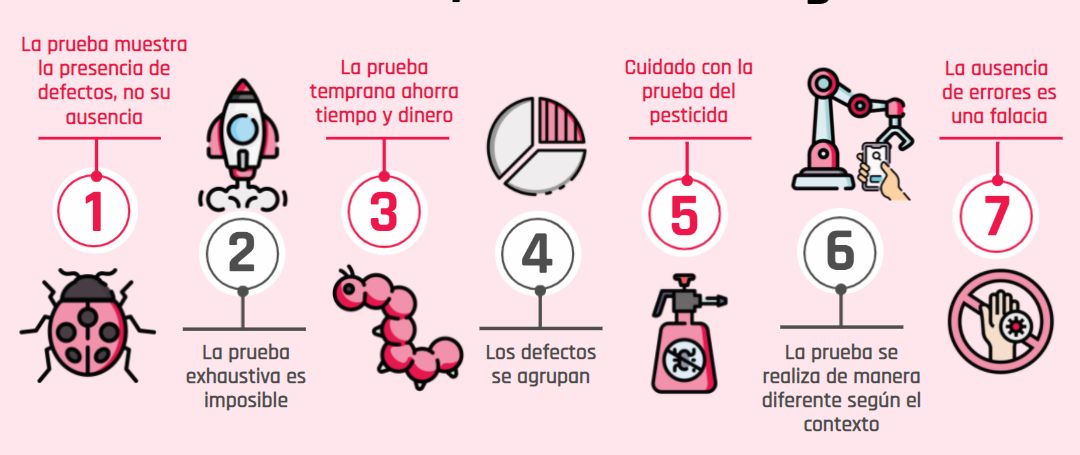 La prueba muestra
la presencia de
defectos, no su
ausencia
1
2
La prueba
exhaustiva es
imposible
La prueba
temprana ahorra
tiempo y dinero
3
4
Los defectos
se agrupan
Cuidado con la
prueba del
pesticida
5
6
La prueba se
realiza de manera
diferente según el
contexto
La ausencia
de errores es
una falacia
7